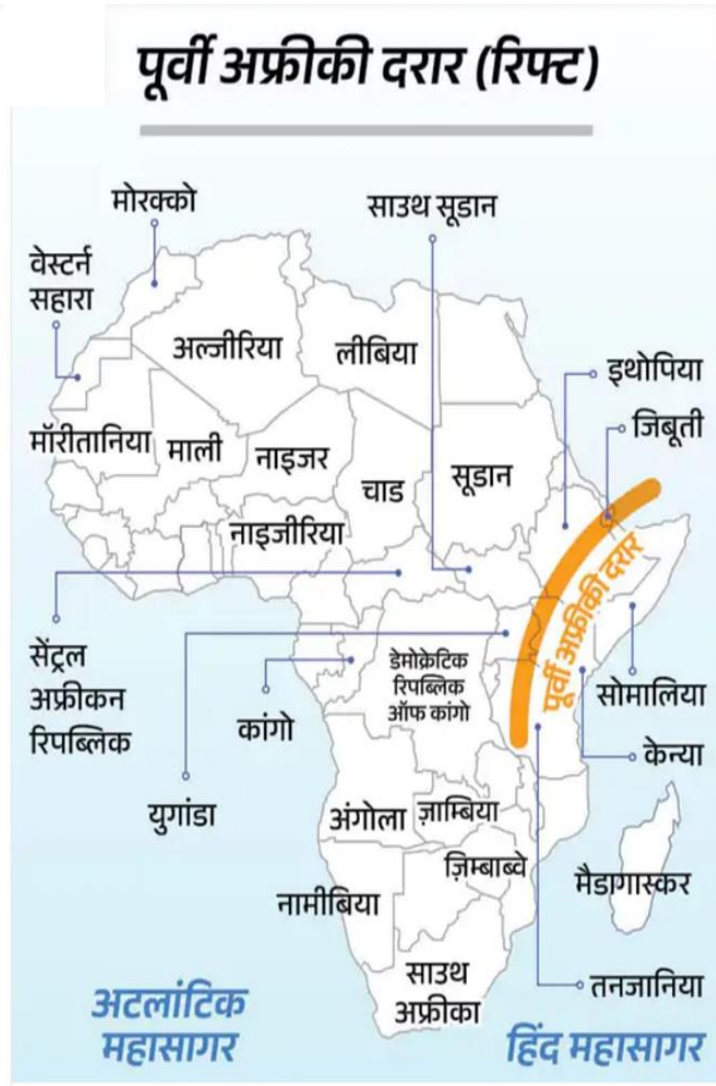 पूर्वी अफ्रीकी दरार (रिफ्ट)
मोरक्को
साउथ सूडान
वेस्टर्न
सहारा
अल्जीरिया
लीबिया
इथोपिया
जिबूती
मॉरीतानिया
माली
नाइजर
चाड
सूडान
नाइजीरिया
पूर्वी अफ्रीकी दरार
सेंट्रल
अफ्रीकन
रिपब्लिक
डेमोक्रेटिक
रिपब्लिक
ऑफ कांगो
कांगो
सोमालिया
केन्या
युगांडा
अंगोला
ज़ाम्बिया
ज़िम्बाब्वे
मैडागास्कर
नामीबिया
साउथ
अफ्रीका
तनजानिया
अटलांटिक
महासागर
हिंद महासागर